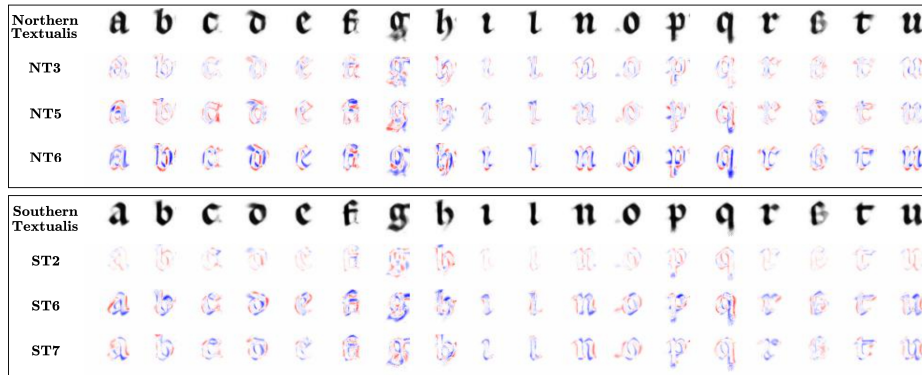 Northern Textualis a b c d e f g h ı l n o p q r s t u
NT3
NT5
NT6
Southern Textualis a b c d e f g h ı l n o p q r s t u
ST2
ST6
ST7